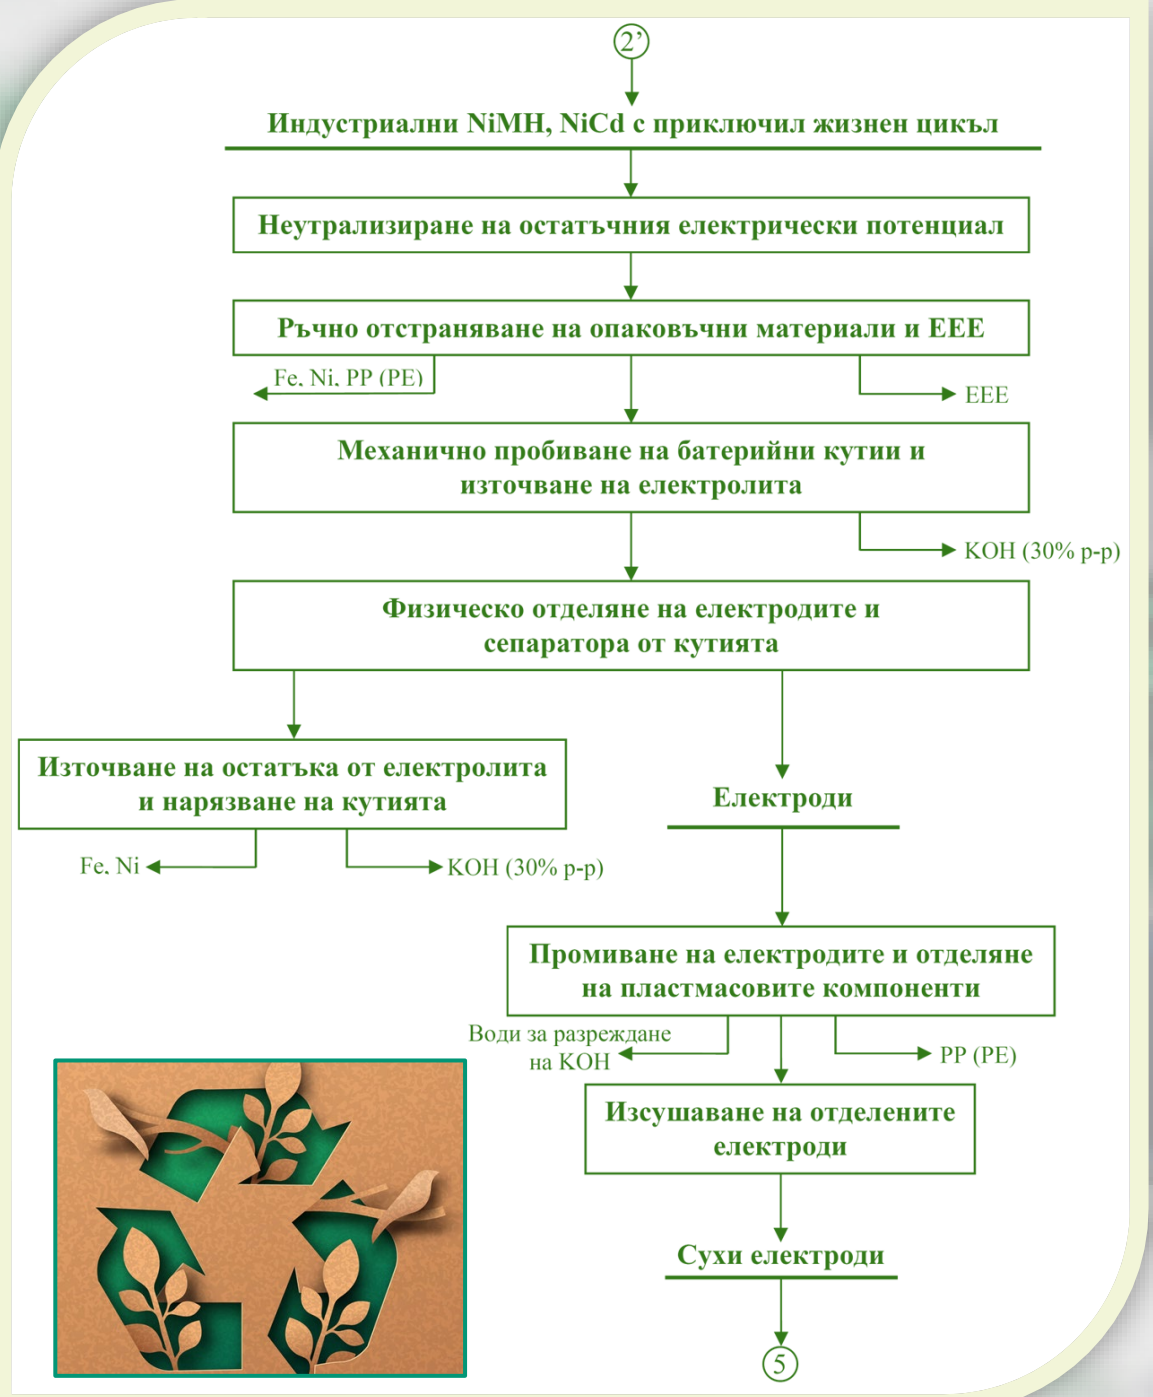 2’
Индустриални NiMH, NiCd с приключил жизнен цикъл
Неутрализиране на остатъчния електрически потенциал
Ръчно отстраняване на опаковъчни материали и ЕЕЕ
Fe, Ni, PP (PE)
ЕЕЕ
Механично пробиване на батерийни кутии и
източване на електролита
KOH (30% р-р)
Физическо отделяне на електродите и
сепаратора от кутията
Източване на остатъка от електролита
и нарязване на кутията
Електроди
Fe, Ni
KOH (30% р-р)
Промиване на електродите и отделяне
на пластмасовите компоненти
Води за разреждане
на KOH
PP (PE)
Изсушаване на отделените
електроди
Сухи електроди
5